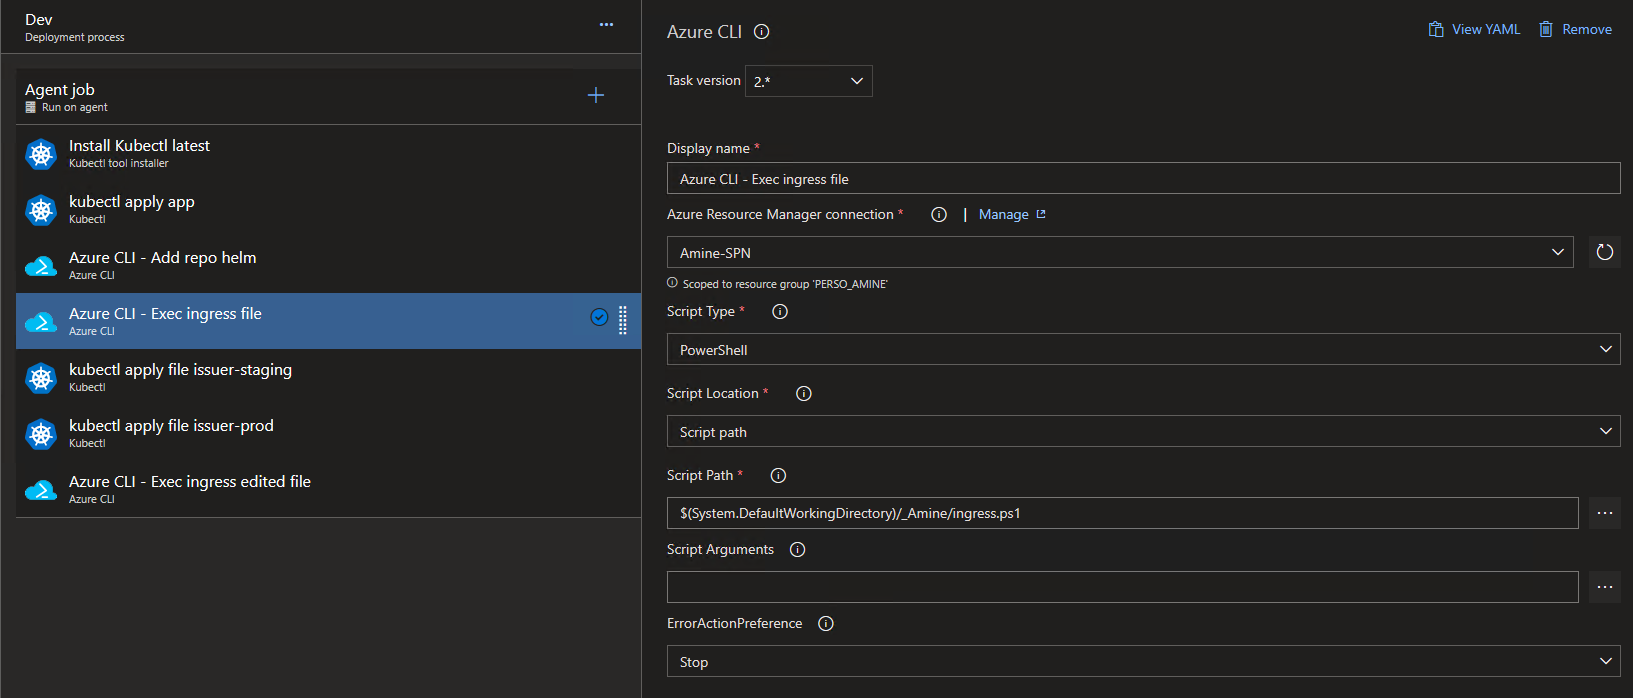 Dev
Deployment process
Agent job
Run on agent
Install Kubectl latest
Kubectl tool installer
kubectl apply app
Kubectl
Azure CLI - Add repo helm
Azure CLI
Azure CLI - Exec ingress file
Azure CLI
kubectl apply file issuer-staging
Kubectl
kubectl apply file issuer-prod
Kubectl
Azure CLI - Exec ingress edited file
Azure CLI
Azure CLI
View YAML
Remove
Task version 2.*
Display name *
Azure CLI - Exec ingress file
Azure Resource Manager connection * | Manage
Amine-SPN
Scoped to resource group 'PERSO_AMINE'
Script Type *
PowerShell
Script Location *
Script path
Script Path *
$(System.DefaultWorkingDirectory)/_Amine/ingress.ps1
Script Arguments
ErrorActionPreference
Stop